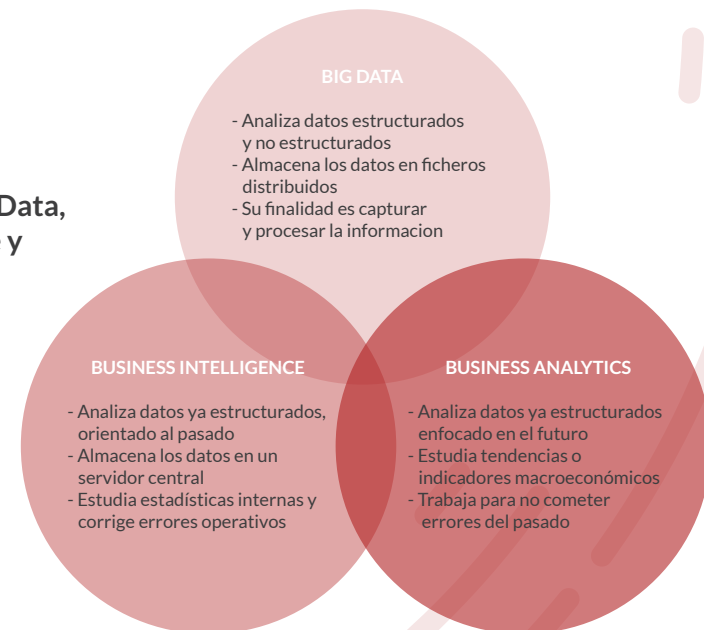 Data,
y
BIG DATA
- Analiza datos estructurados
y no estructurados
- Almacena los datos en ficheros
distribuidos
- Su finalidad es capturar
y procesar la informacion
BUSINESS INTELLIGENCE
- Analiza datos ya estructurados,
orientado al pasado
- Almacena los datos en un
servidor central
- Estudia estadísticas internas y
corrige errores operativos
BUSINESS ANALYTICS
- Analiza datos ya estructurados
enfocado en el futuro
- Estudia tendencias o
indicadores macroeconómicos
- Trabaja para no cometer
errores del pasado